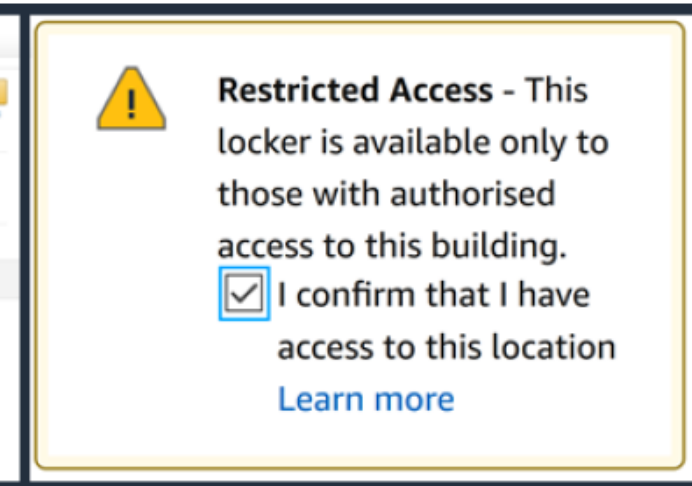 Restricted Access - This
locker is available only to
those with authorised
access to this building.
I confirm that I have
access to this location
Learn more